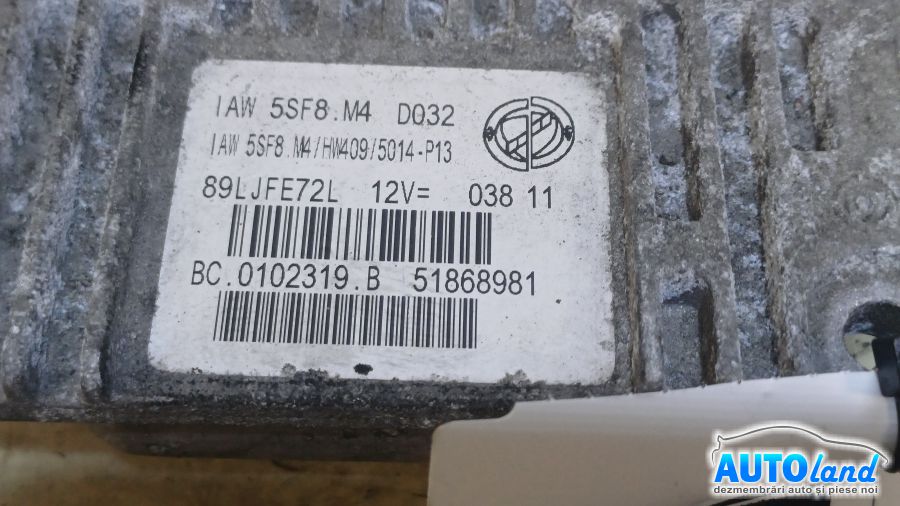 IAW 5SF8.M4 D032
IAW 5SF8.M4/HW409/5014-P13
89LJFE72L 12V= 038 11
BC.0102319.B 51868981
AUTOland
dezmembrări auto și piese noi